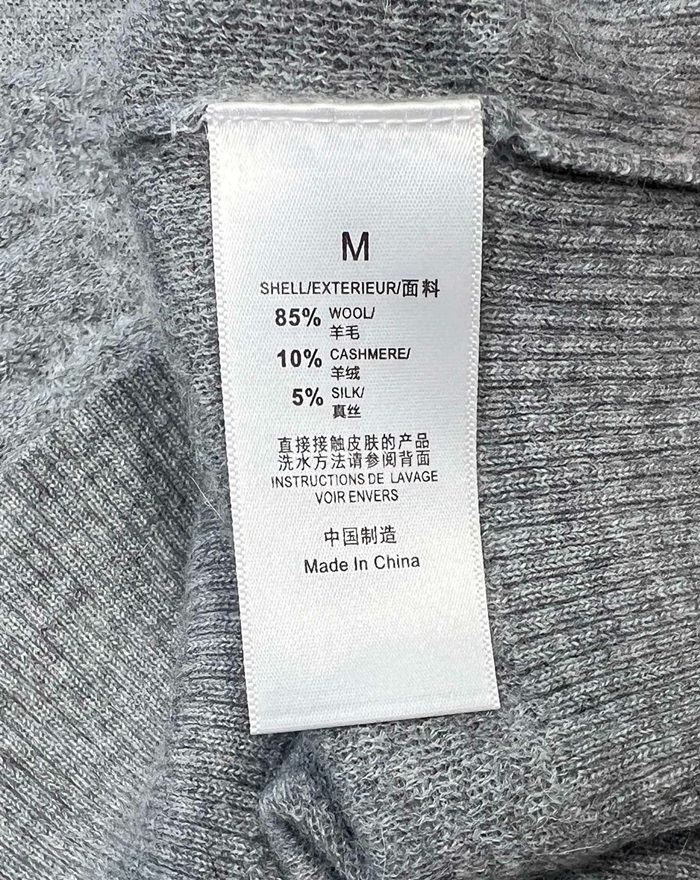 M
SHELL/EXTERIEUR/面料
85% WOOL/
羊毛
10% CASHMERE/
羊绒
5% SILK/
真丝
直接接触皮肤的产品
洗水方法请参阅背面
INSTRUCTIONS DE LAVAGE
VOIR ENVERS
中国制造
Made In China